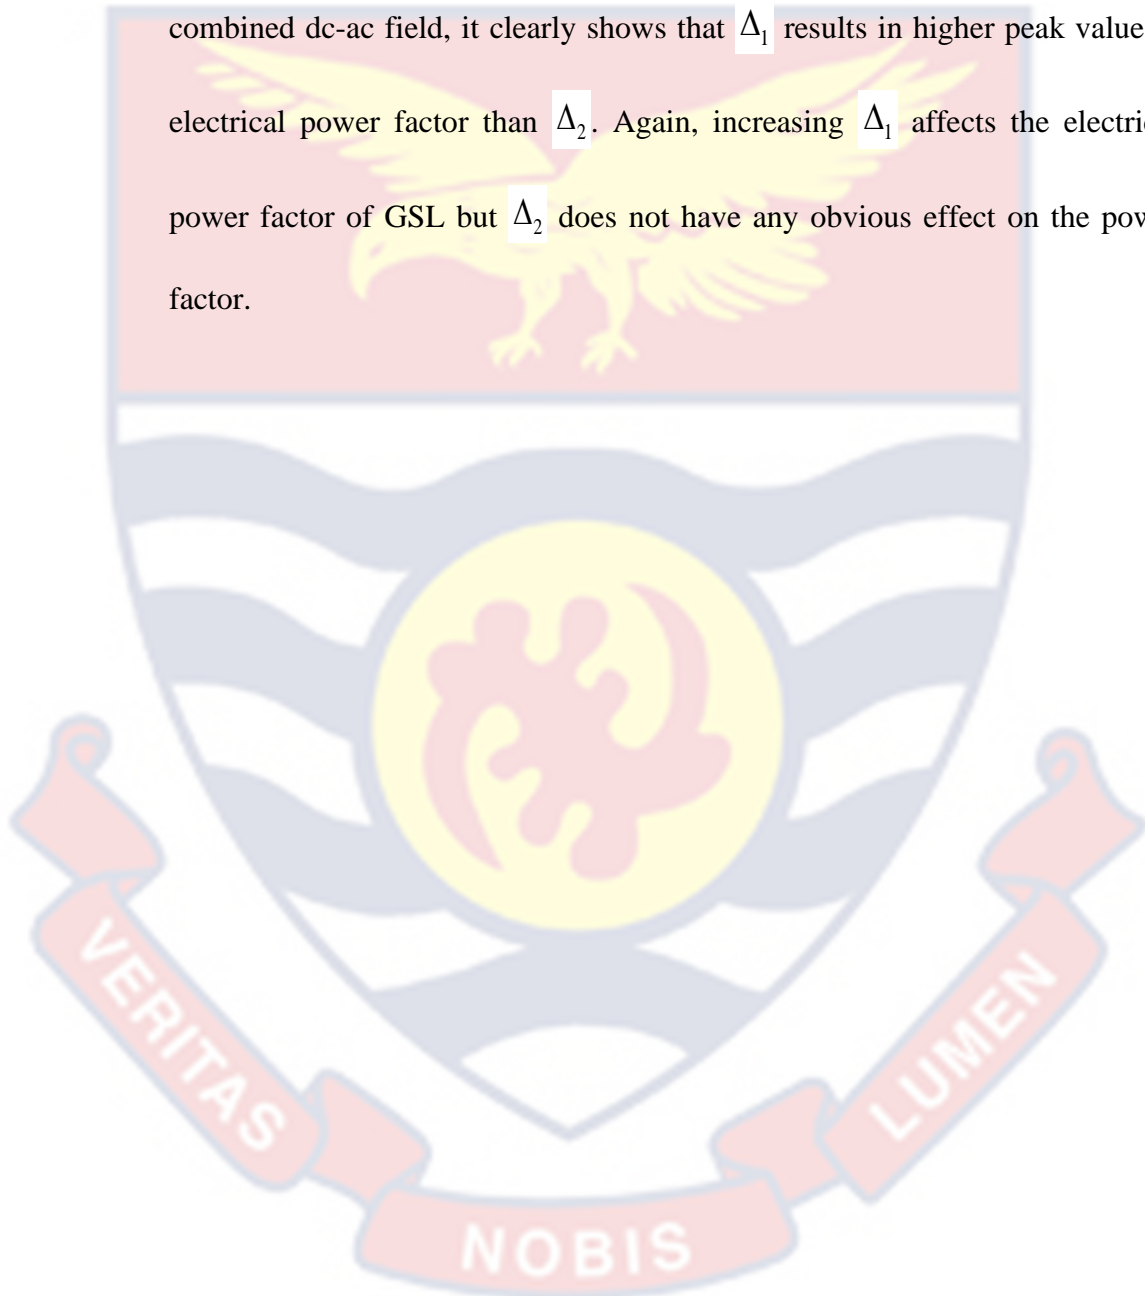 combined dc-ac field, it clearly shows that Δ₁ results in higher peak value
electrical power factor than Δ₂. Again, increasing Δ₁ affects the electri
power factor of GSL but Δ₂ does not have any obvious effect on the pow
factor.
VERITAS
NOBIS
LUMEN